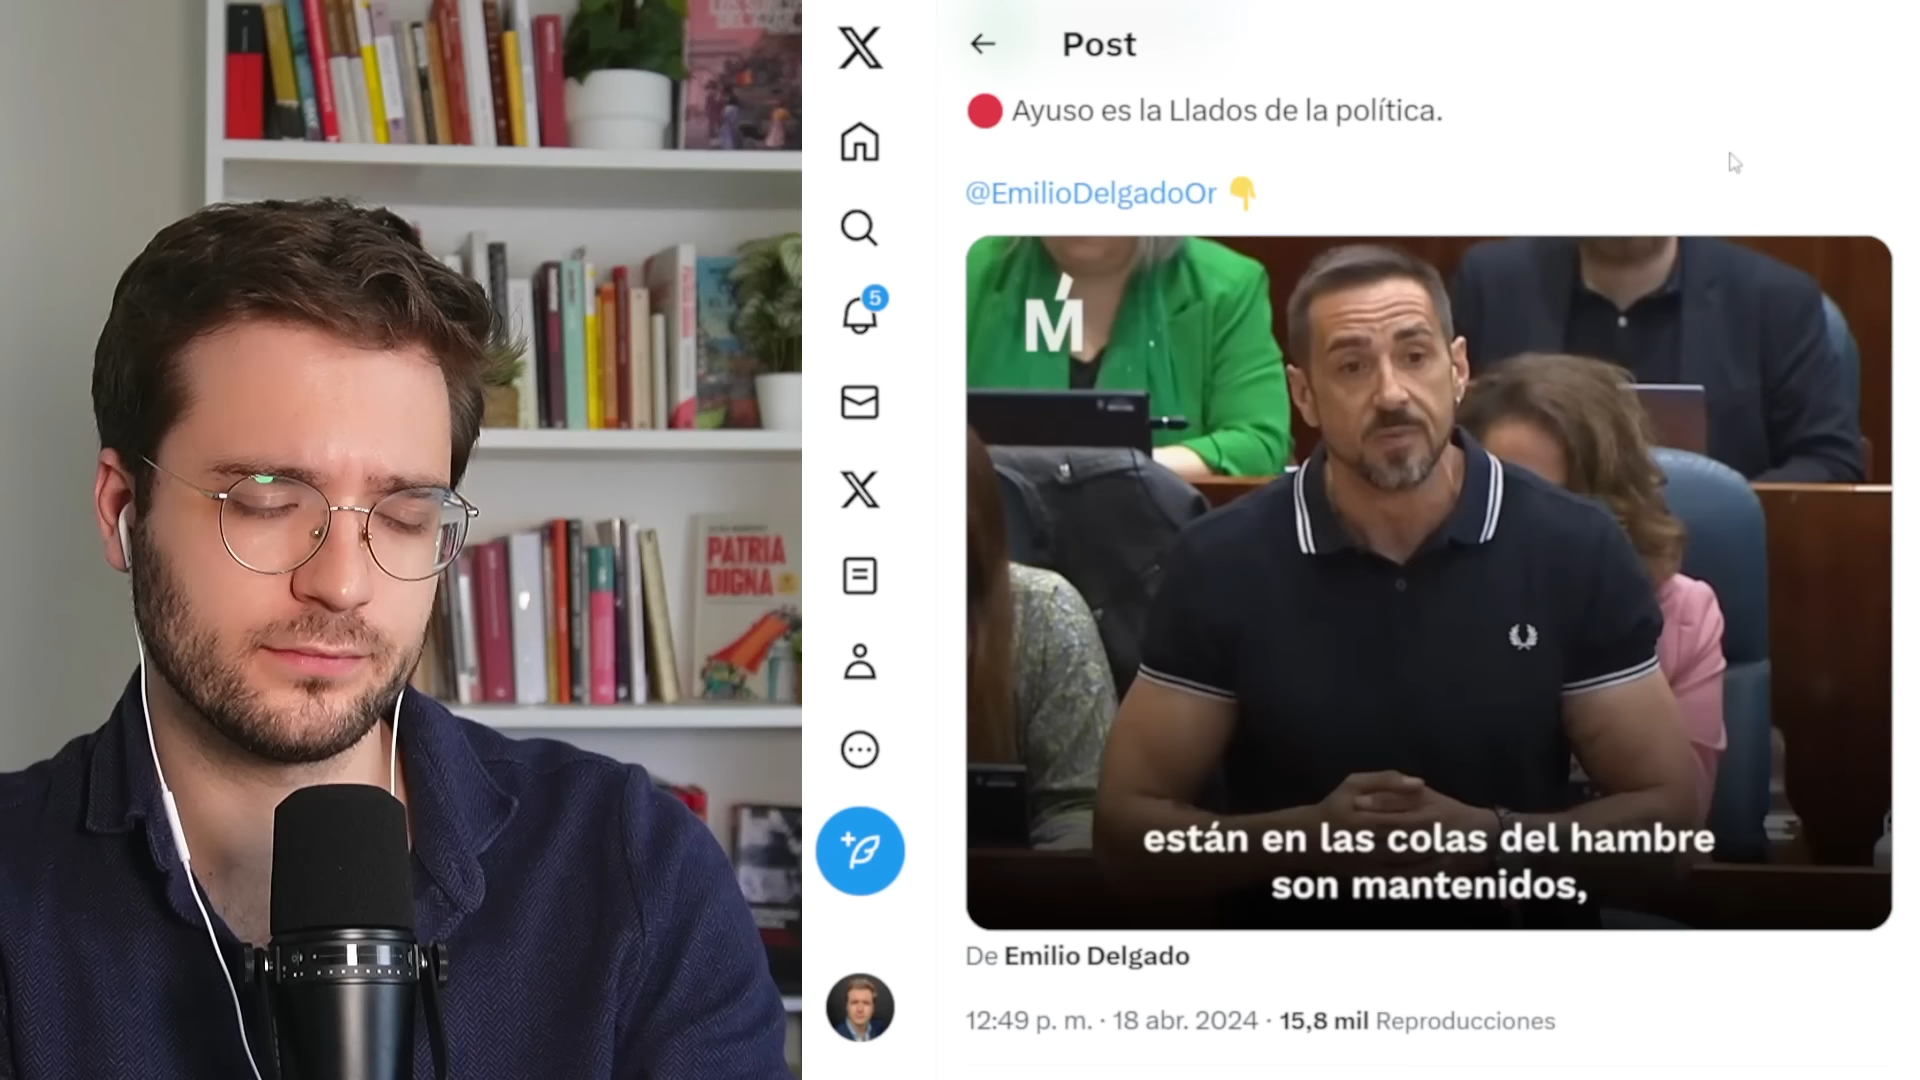 PATRIA
DIGNA
5
Post
Ayuso es la Llados de la política.
@EmilioDelgadoOr
Ḿ
están en las colas del hambre
son mantenidos,
De Emilio Delgado
12:49 p. m. · 18 abr. 2024 · 15,8 mil Reproducciones